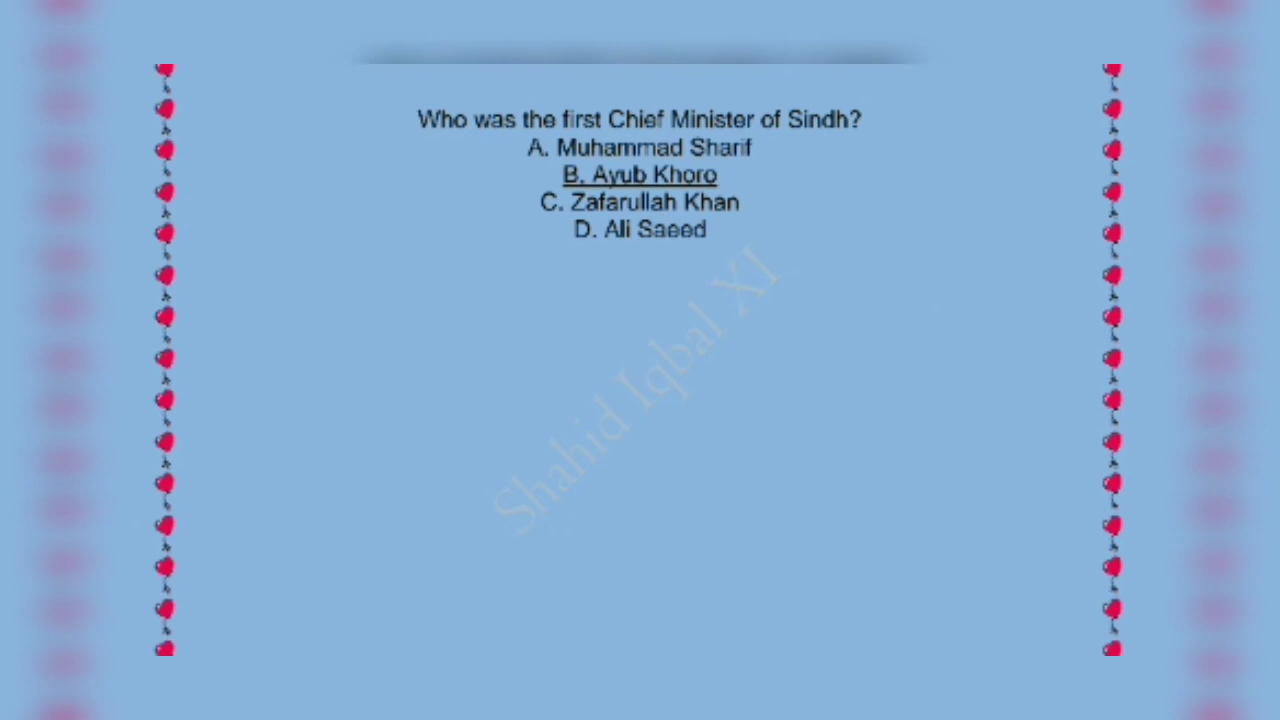 Who was the first Chief Minister of Sindh?
A. Muhammad Sharif
B. Ayub Khoro
C. Zafarullah Khan
D. Ali Saeed
Shahid Iqbal XI